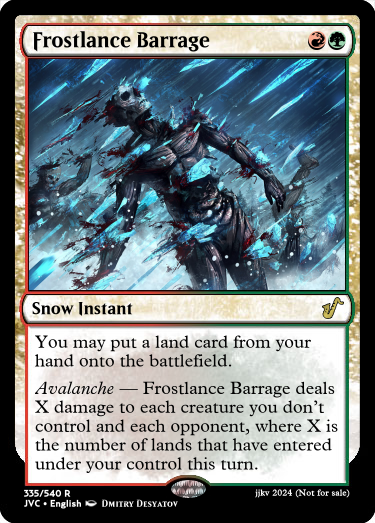 Frostlance Barrage
Snow Instant
You may put a land card from your
hand onto the battlefield.
Avalanche — Frostlance Barrage deals
X damage to each creature you don't
control and each opponent, where X is
the number of lands that have entered
under your control this turn.
335/540 R
JVC • English Dmitry Desyatov
jjkv 2024 (Not for sale)